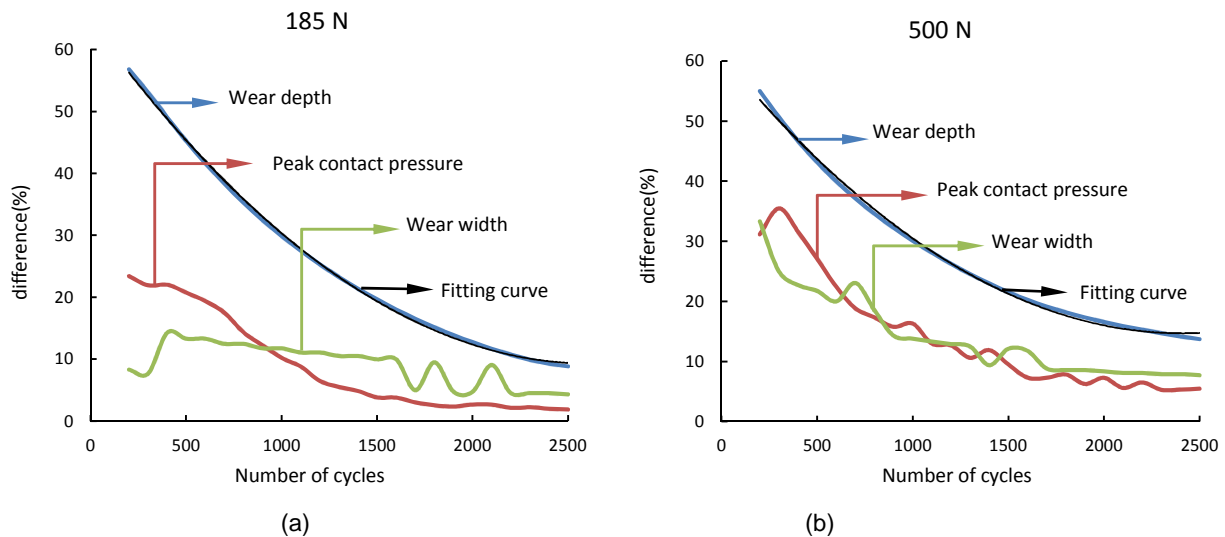 185 N
60
50
40
30
20
10
0
difference(%)
Wear depth
Peak contact pressure
Wear width
Fitting curve
0 500 1000 1500 2000 2500
Number of cycles
(a)
500 N
60
50
40
30
20
10
0
difference(%)
Wear depth
Peak contact pressure
Wear width
Fitting curve
0 500 1000 1500 2000 2500
Number of cycles
(b)